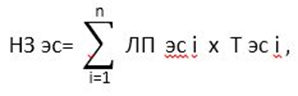 n
НЗ эс= ∑ ЛП эс i х Т эс i,
i=1